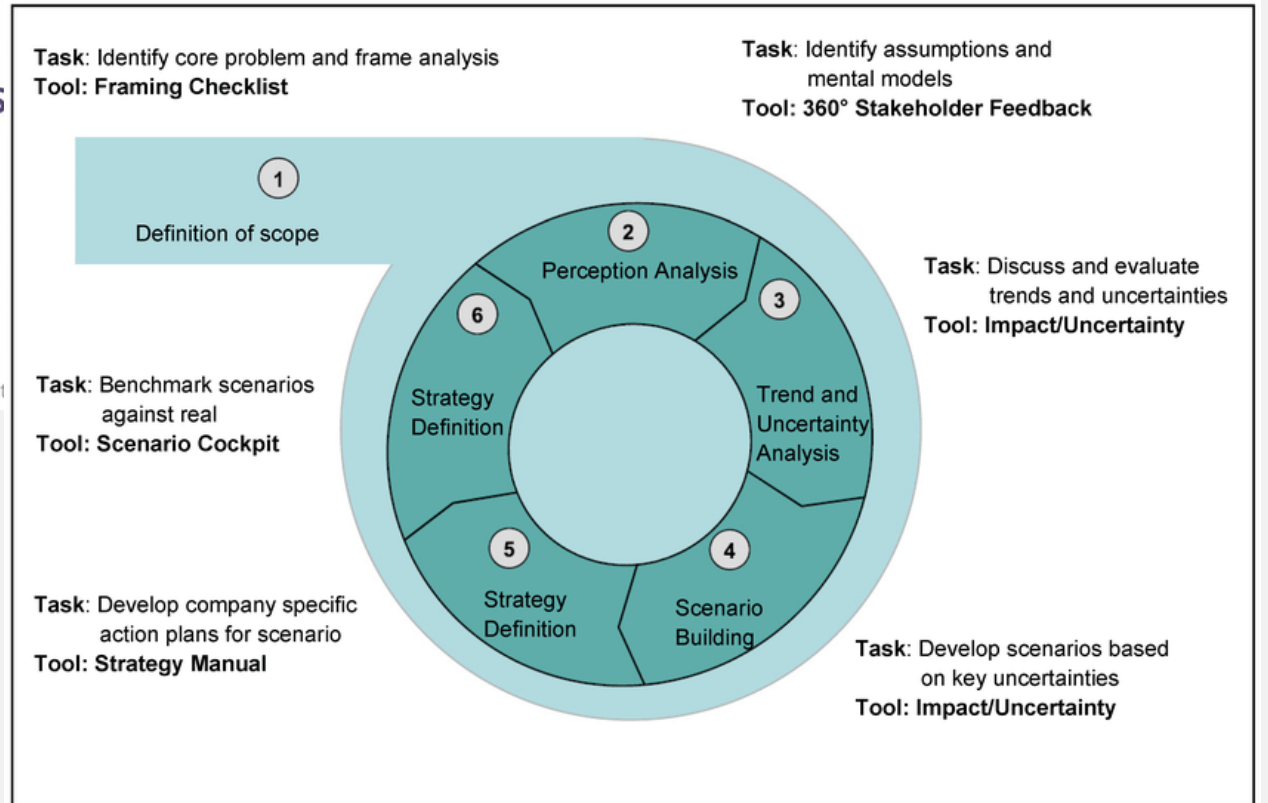 Task: Identify core problem and frame analysis
Tool: Framing Checklist
Task: Identify assumptions and
mental models
Tool: 360° Stakeholder Feedback
1
Definition of scope
2
Perception Analysis
3
Trend and
Uncertainty
Analysis
Task: Discuss and evaluate
trends and uncertainties
Tool: Impact/Uncertainty
4
Scenario
Building
Task: Develop scenarios based
on key uncertainties
Tool: Impact/Uncertainty
5
Strategy
Definition
Task: Develop company specific
action plans for scenario
Tool: Strategy Manual
6
Strategy
Definition
Task: Benchmark scenarios
against real
Tool: Scenario Cockpit